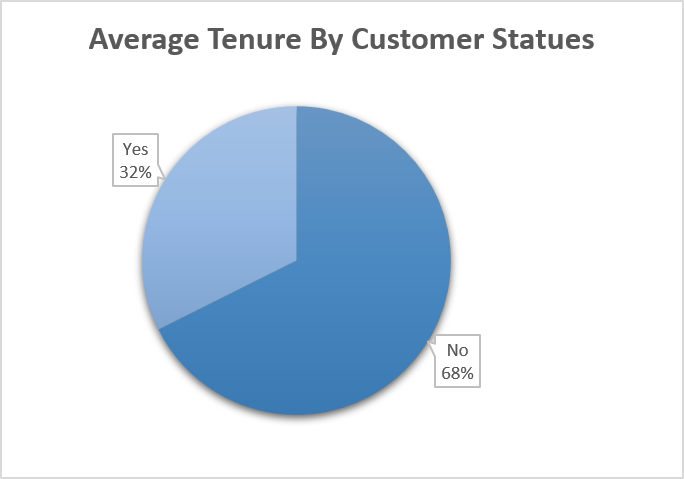 Average Tenure By Customer Statues
Yes
32%
No
68%